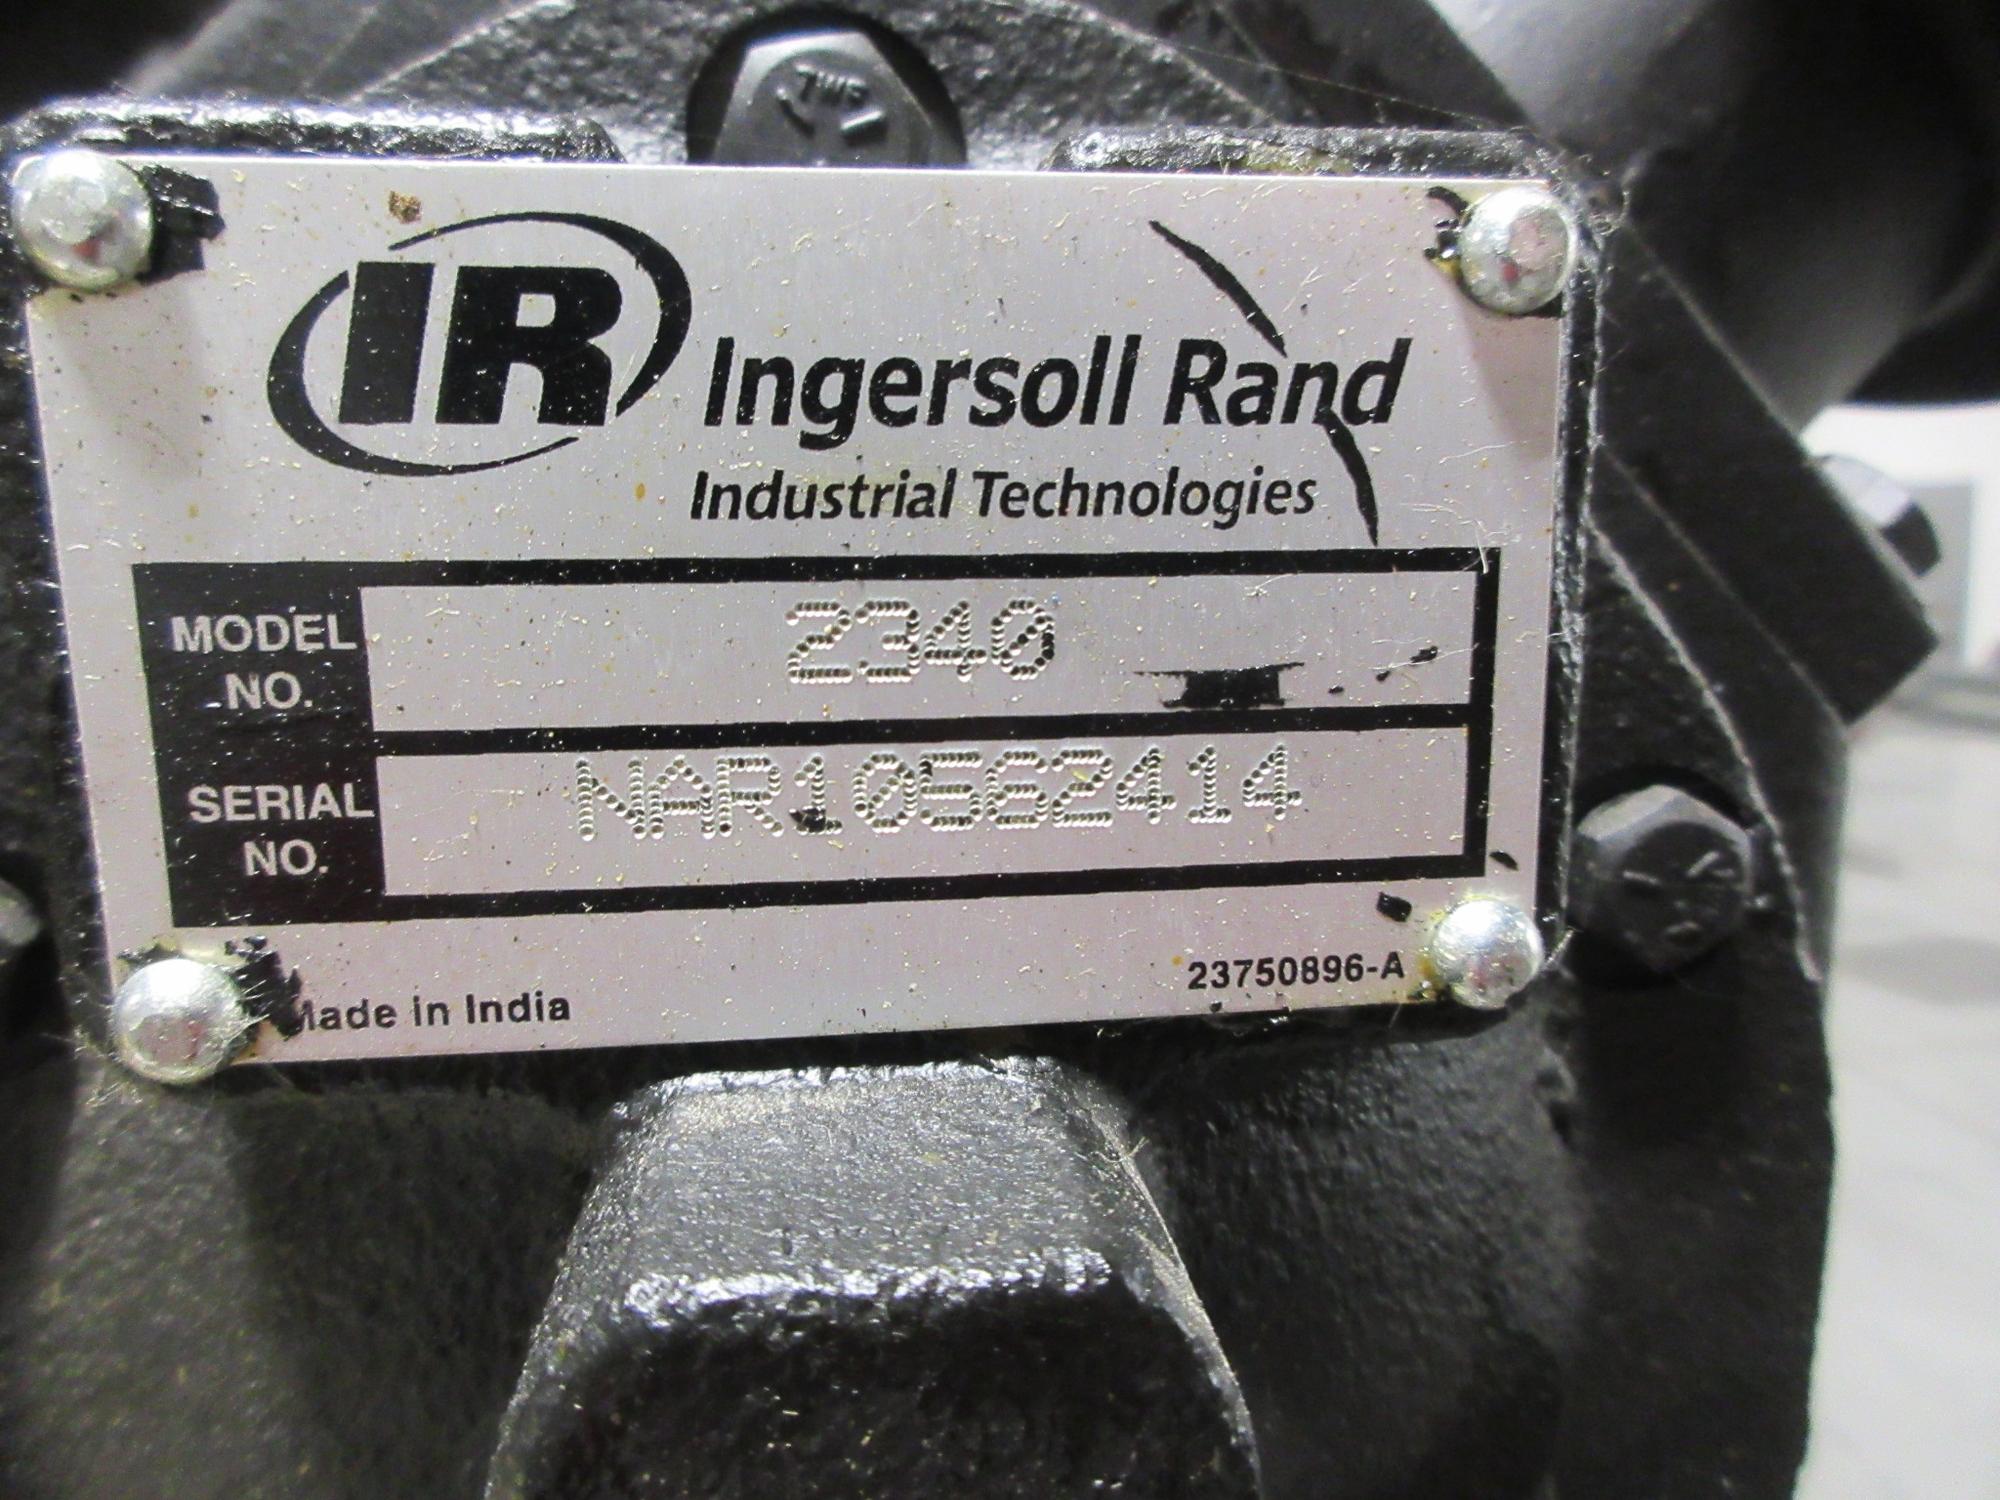 IR Ingersoll Rand
Industrial Technologies
MODEL NO. 2340
SERIAL NO. NAR10562414
Made in India
23750896-A